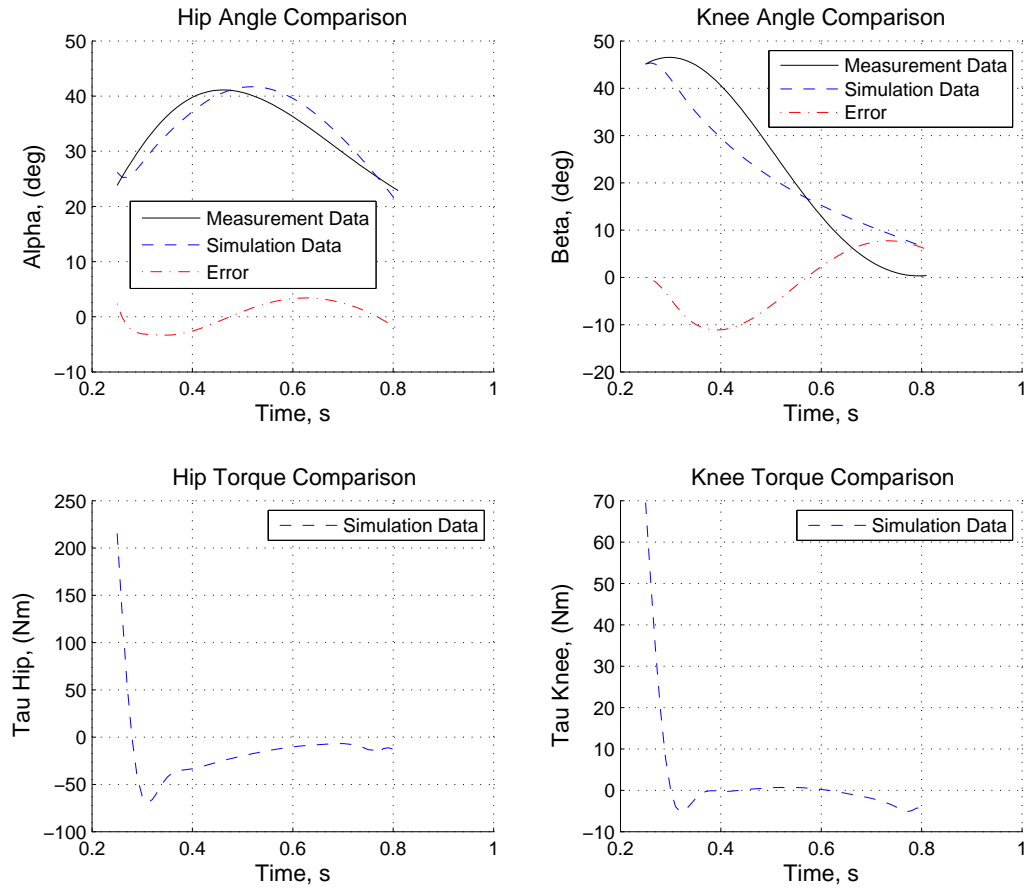 Hip Angle Comparison
50
40
30
20
10
0
−10
Alpha, (deg)
Measurement Data
Simulation Data
Error
0.2
0.4
0.6
0.8
1
Time, s
Knee Angle Comparison
50
40
30
20
10
0
−10
−20
Beta, (deg)
Measurement Data
Simulation Data
Error
0.2
0.4
0.6
0.8
1
Time, s
Hip Torque Comparison
250
200
150
100
50
0
−50
−100
Tau Hip, (Nm)
Simulation Data
0.2
0.4
0.6
0.8
1
Time, s
Knee Torque Comparison
70
60
50
40
30
20
10
0
−10
Tau Knee, (Nm)
Simulation Data
0.2
0.4
0.6
0.8
1
Time, s